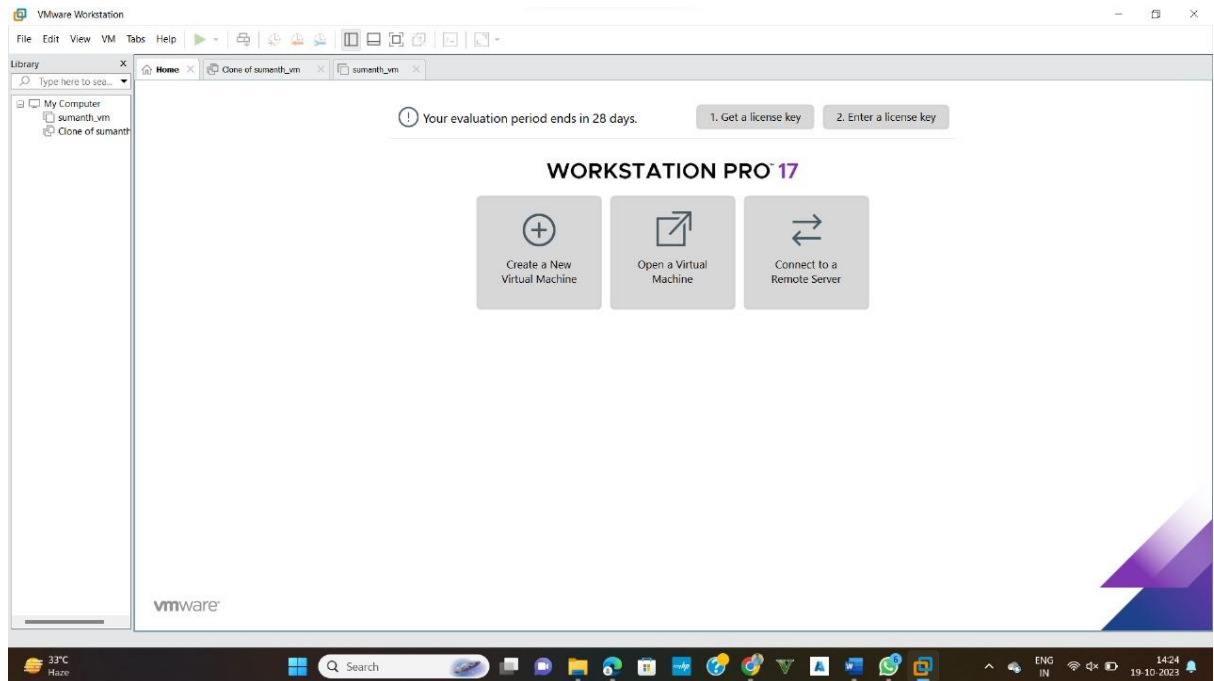 VMware Workstation
File Edit View VM Tabs Help
Library X
Type here to sea...
My Computer
sumanth_vm
Clone of sumanth
Home
Clone of sumanth_vm
sumanth_vm
Your evaluation period ends in 28 days.
1. Get a license key
2. Enter a license key
WORKSTATION PRO™ 17
Create a New
Virtual Machine
Open a Virtual
Machine
Connect to a
Remote Server
vmware
33°C
Haze
Search
ENG
IN
14:24
19-10-2023